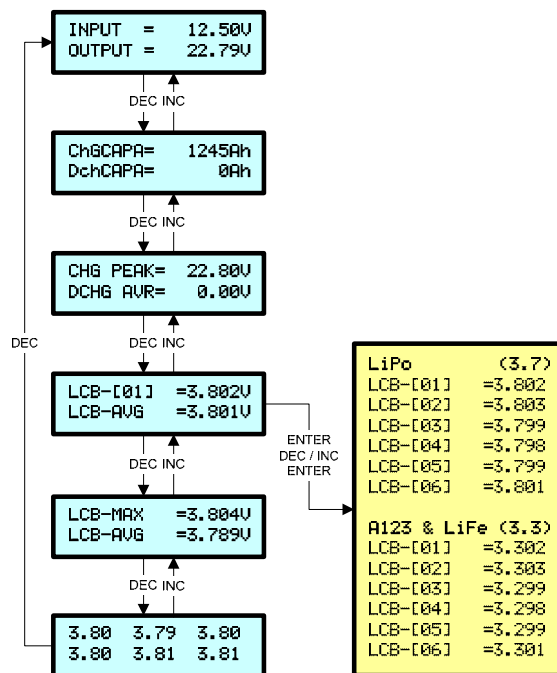 INPUT = 12.50V
OUTPUT = 22.79V
DEC INC
ChGCAPA= 1245Ah
DchCAPA= 0Ah
DEC INC
CHG PEAK= 22.80V
DCHG AVR= 0.00V
DEC INC
DEC
LCB-[01] =3.802V
LCB-AVG =3.801V
DEC INC
LCB-MAX =3.804V
LCB-AVG =3.789V
DEC INC
3.80 3.79 3.80
3.80 3.81 3.81
ENTER
DEC / INC
ENTER
LiPo (3.7)
LCB-[01] =3.802
LCB-[02] =3.803
LCB-[03] =3.799
LCB-[04] =3.798
LCB-[05] =3.799
LCB-[06] =3.801
A123 & LiFe (3.3)
LCB-[01] =3.302
LCB-[02] =3.303
LCB-[03] =3.299
LCB-[04] =3.298
LCB-[05] =3.299
LCB-[06] =3.301